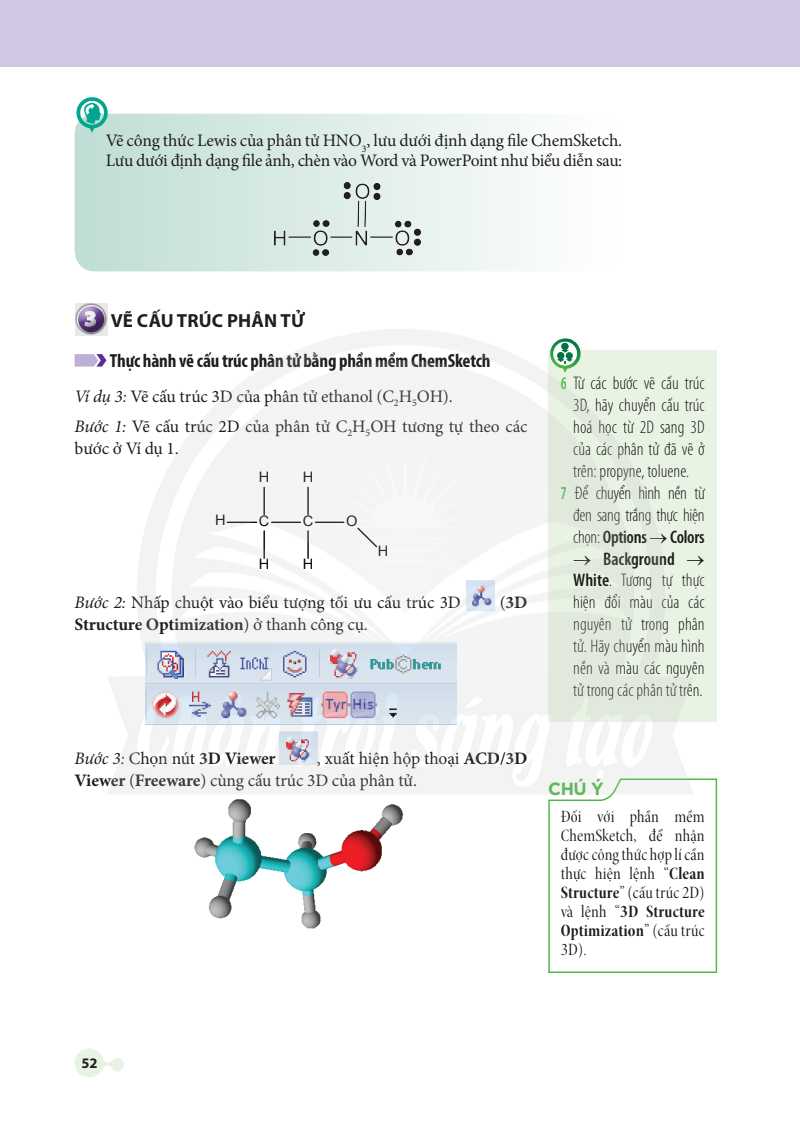 Vẽ công thức Lewis của phân tử HNO3, lưu dưới định dạng file ChemSketch.
Lưu dưới định dạng file ảnh, chèn vào Word và PowerPoint như biểu diễn sau:
O
H O N O
3 VẼ CẤU TRÚC PHÂN TỬ
Thực hành vẽ cấu trúc phân tử bằng phần mềm ChemSketch
Ví dụ 3: Vẽ cấu trúc 3D của phân tử ethanol (C2H5OH).
Bước 1: Vẽ cấu trúc 2D của phân tử C2H5OH tương tự theo các
bước ở Ví dụ 1.
H H
H C C O
H
H H
Bước 2: Nhấp chuột vào biểu tượng tối ưu cấu trúc 3D (3D
Structure Optimization) ở thanh công cụ.
InChI PubChem
H Tyr His
Bước 3: Chọn nút 3D Viewer , xuất hiện hộp thoại ACD/3D
Viewer (Freeware) cùng cấu trúc 3D của phân tử.
6 Từ các bước vẽ cấu trúc
3D, hãy chuyển cấu trúc
hoá học từ 2D sang 3D
của các phân tử đã vẽ ở
trên: propyne, toluene.
7 Để chuyển hình nền từ
đen sang trắng thực hiện
chọn: Options → Colors
→ Background →
White. Tương tự thực
hiện đổi màu của các
nguyên tử trong phân
tử. Hãy chuyển màu hình
nền và màu các nguyên
tử trong các phân tử trên.
CHÚ Ý
Đối với phần mềm
ChemSketch, để nhận
được công thức hợp lí cần
thực hiện lệnh “Clean
Structure” (cấu trúc 2D)
và lệnh “3D Structure
Optimization” (cấu trúc
3D).
Chân trời sáng tạo
52